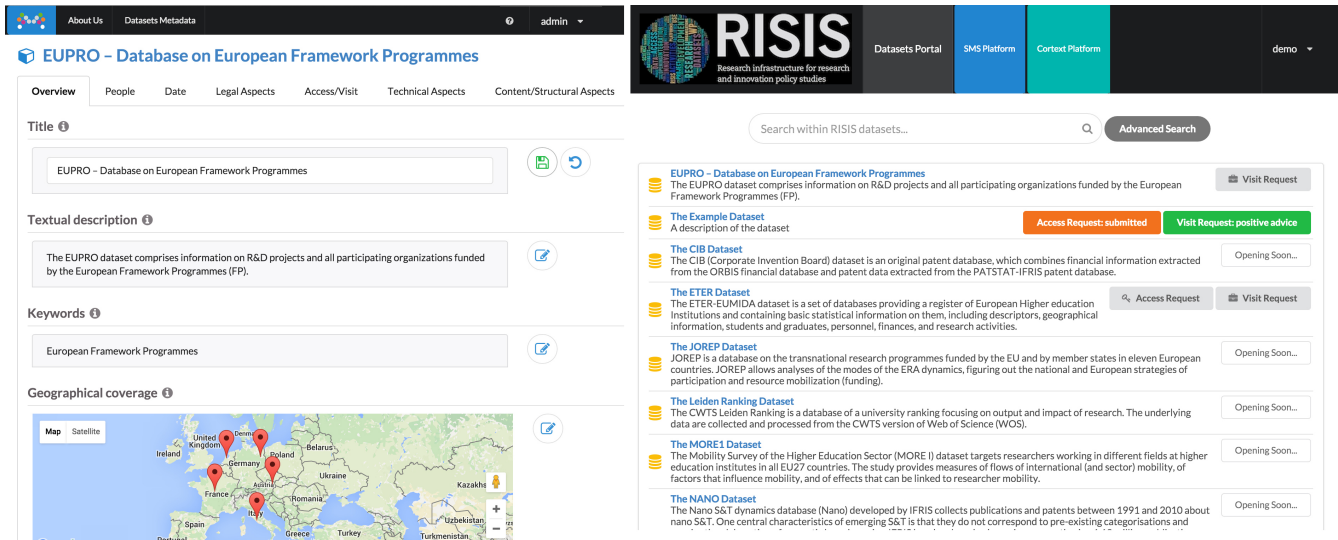 About Us
Datasets Metadata
admin
EUPRO – Database on European Framework Programmes
Overview
People
Date
Legal Aspects
Access/Visit
Technical Aspects
Content/Structural Aspects
Title
EUPRO – Database on European Framework Programmes
Textual description
The EUPRO dataset comprises information on R&D projects and all participating organizations funded
by the European Framework Programmes (FP).
Keywords
European Framework Programmes
Geographical coverage
Map
Satellite
United
Kingdom
Ireland
Belarus
Poland
Germany
Ukraine
Austria
Kazakhs
France
Romania
Italy
Uzbekistan
Spain
Greece
Turkey
Turkmenistan
Portugal
RISIS
Research infrastructure for research
and innovation policy studies
Datasets Portal
SMS Platform
Cortext Platform
demo
Search within RISIS datasets...
Advanced Search
EUPRO – Database on European Framework Programmes
The EUPRO dataset comprises information on R&D projects and all participating organizations funded by the European
Framework Programmes (FP).
Visit Request
The Example Dataset
A description of the dataset
Access Request: submitted
Visit Request: positive advice
The CIB Dataset
The CIB (Corporate Invention Board) dataset is an original patent database, which combines financial information extracted
from the ORBIS financial database and patent data extracted from the PATSTAT-IFRIS patent database.
Opening Soon...
The ETER Dataset
The ETER-EUMIDA dataset is a set of databases providing a register of European Higher education
Institutions and containing basic statistical information on them, including descriptors, geographical
information, students and graduates, personnel, finances, and research activities.
Access Request
Visit Request
The JOREP Dataset
JOREP is a database on the transnational research programmes funded by the EU and by member states in eleven European
countries. JOREP allows analyses of the modes of the ERA dynamics, figuring out the national and European strategies of
participation and resource mobilization (funding).
Opening Soon...
The Leiden Ranking Dataset
The CWTS Leiden Ranking is a database of a university ranking focusing on output and impact of research. The underlying
data are collected and processed from the CWTS version of Web of Science (WOS).
Opening Soon...
The MORE1 Dataset
The Mobility Survey of the Higher Education Sector (MORE I) dataset targets researchers working in different fields at higher
education institutes in all EU27 countries. The study provides measures of flows of international (and sector) mobility, of
factors that influence mobility, and of effects that can be linked to researcher mobility.
Opening Soon...
The NANO Dataset
The Nano S&T dynamics database (Nano) developed by IFRIS collects publications and patents between 1991 and 2010 about
nano S&T. One central characteristics of emerging S&T is that they do not correspond to pre-existing categorisations and
Opening Soon...